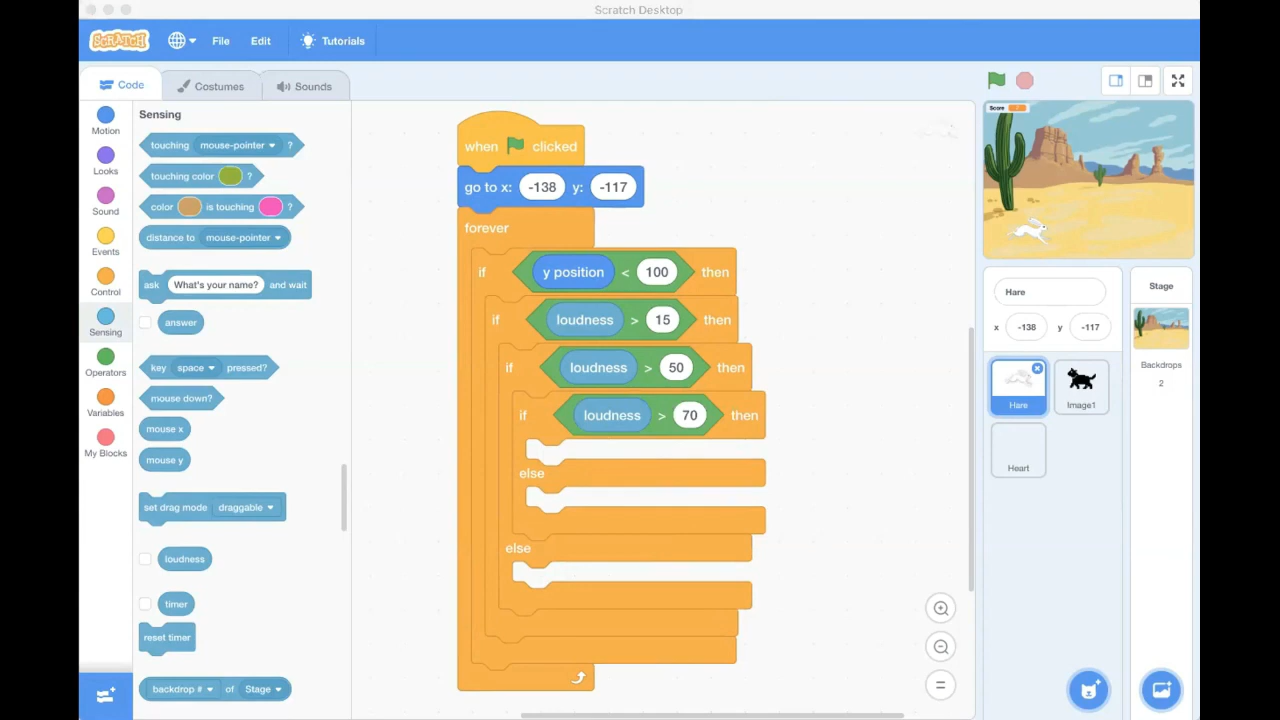 Scratch Desktop
SCRATCH
File
Edit
Tutorials
Code
Costumes
Sounds
Motion
Looks
Sound
Events
Control
Sensing
Operators
Variables
My Blocks
Sensing
touching mouse-pointer ?
touching color ?
color is touching ?
distance to mouse-pointer
ask What's your name? and wait
answer
key space pressed?
mouse down?
mouse x
mouse y
set drag mode draggable
loudness
timer
reset timer
backdrop # of Stage
when clicked
go to x: -138 y: -117
forever
if y position < 100 then
if loudness > 15 then
if loudness > 50 then
if loudness > 70 then
else
else
Score
Hare
x -138 y -117
Hare
Image1
Heart
Stage
Backdrops
2